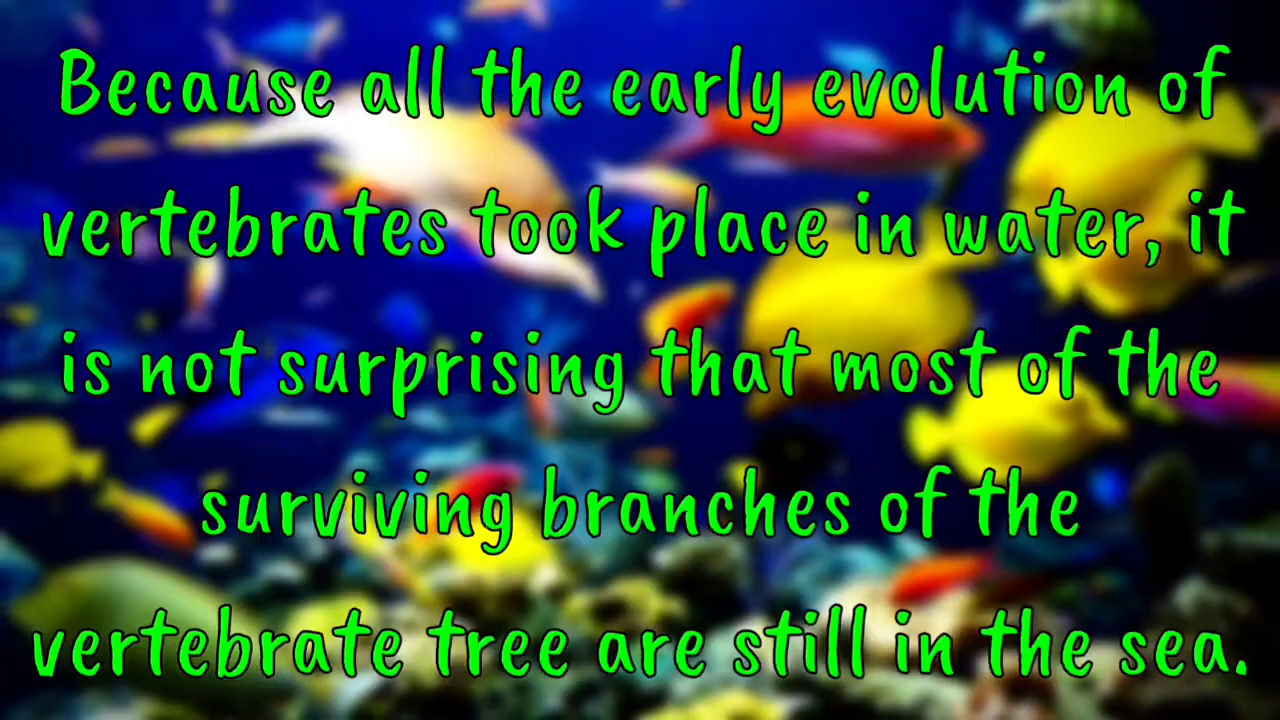 Because all the early evolution of
vertebrates took place in water, it
is not surprising that most of the
surviving branches of the
vertebrate tree are still in the sea.